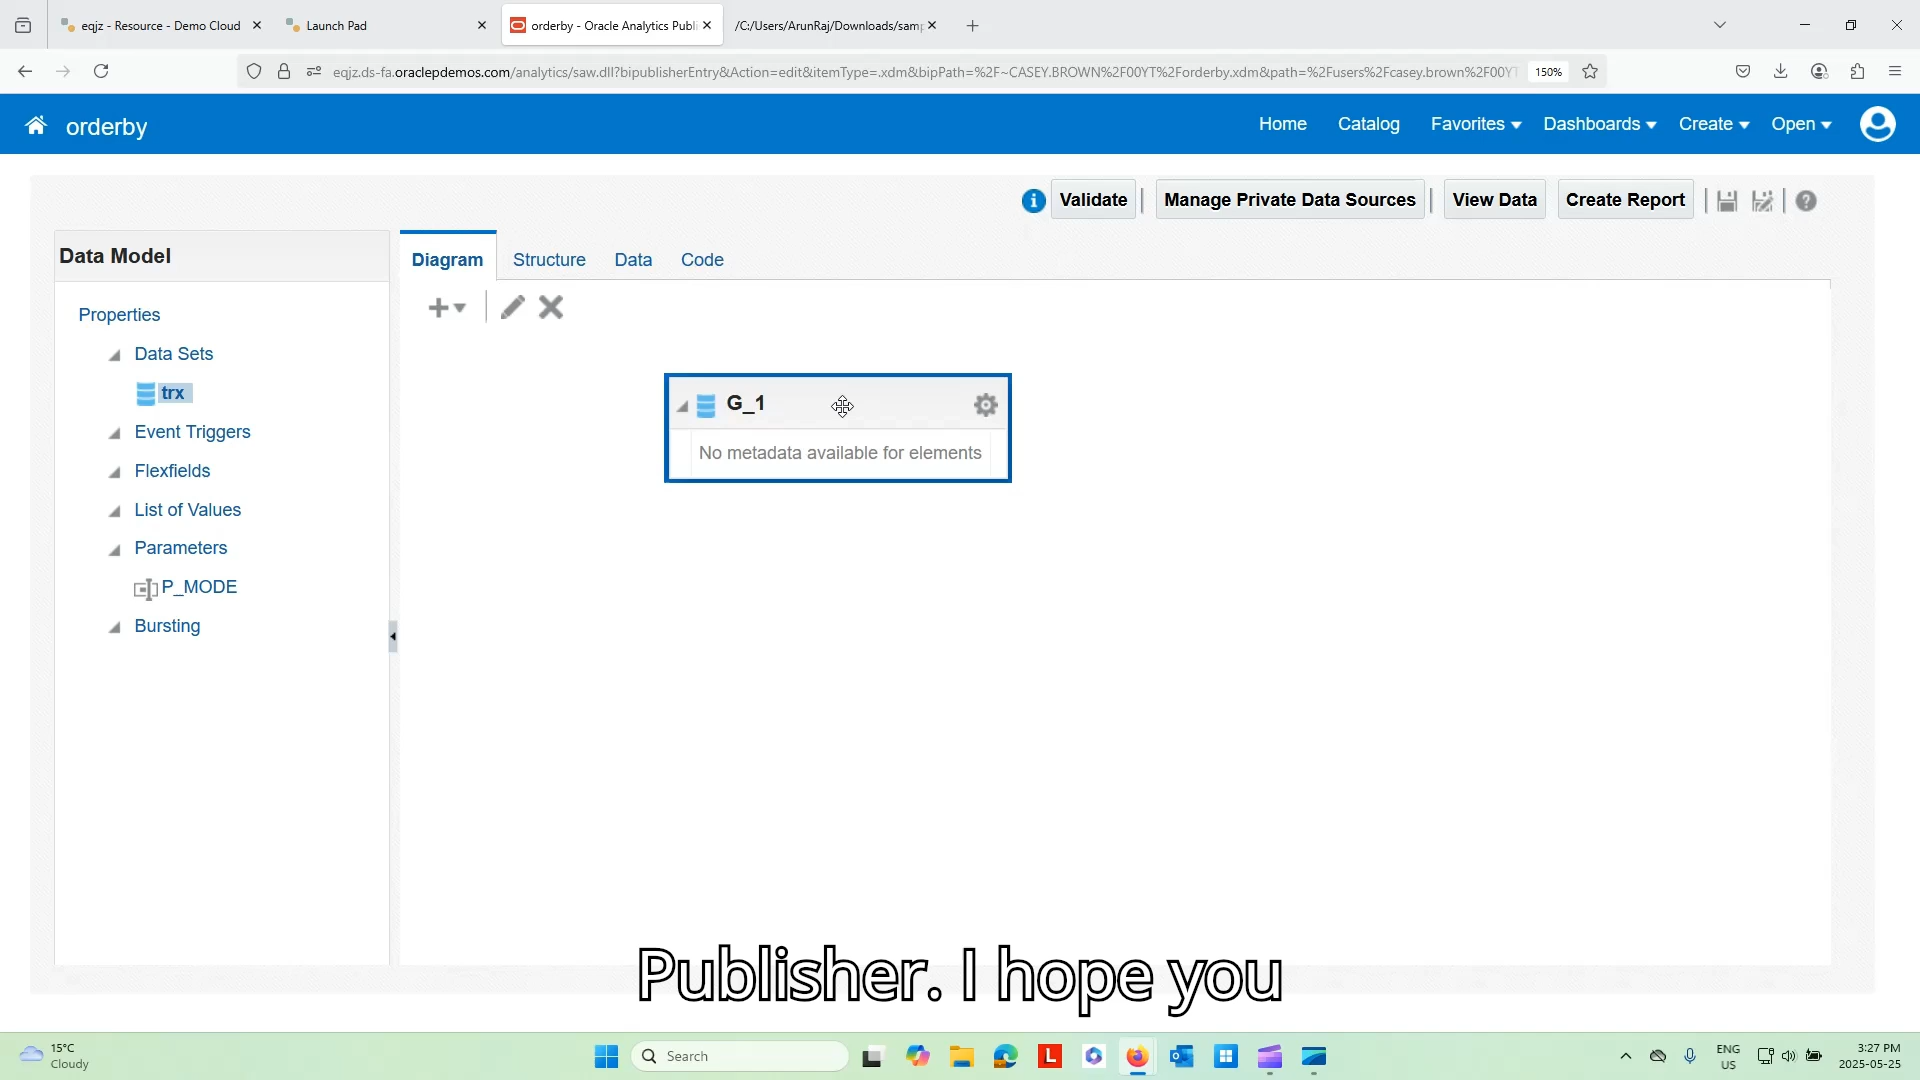 eqjz - Resource - Demo Cloud
Launch Pad
orderby - Oracle Analytics Publi
/C:/Users/ArunRaj/Downloads/samp
eqjz.ds-fa.oraclepdemos.com/analytics/saw.dll?bipublisherEntry&Action=edit&itemType=.xdm&bipPath=%2F~CASEY.BROWN%2F00YT%2Forderby.xdm&path=%2Fusers%2Fcasey.brown%2F00YT
150%
orderby
Home
Catalog
Favorites
Dashboards
Create
Open
Validate
Manage Private Data Sources
View Data
Create Report
Data Model
Diagram
Structure
Data
Code
Properties
Data Sets
trx
Event Triggers
Flexfields
List of Values
Parameters
P_MODE
Bursting
G_1
No metadata available for elements
Publisher. I hope you
15°C
Cloudy
Search
ENG
US
3:27 PM
2025-05-25